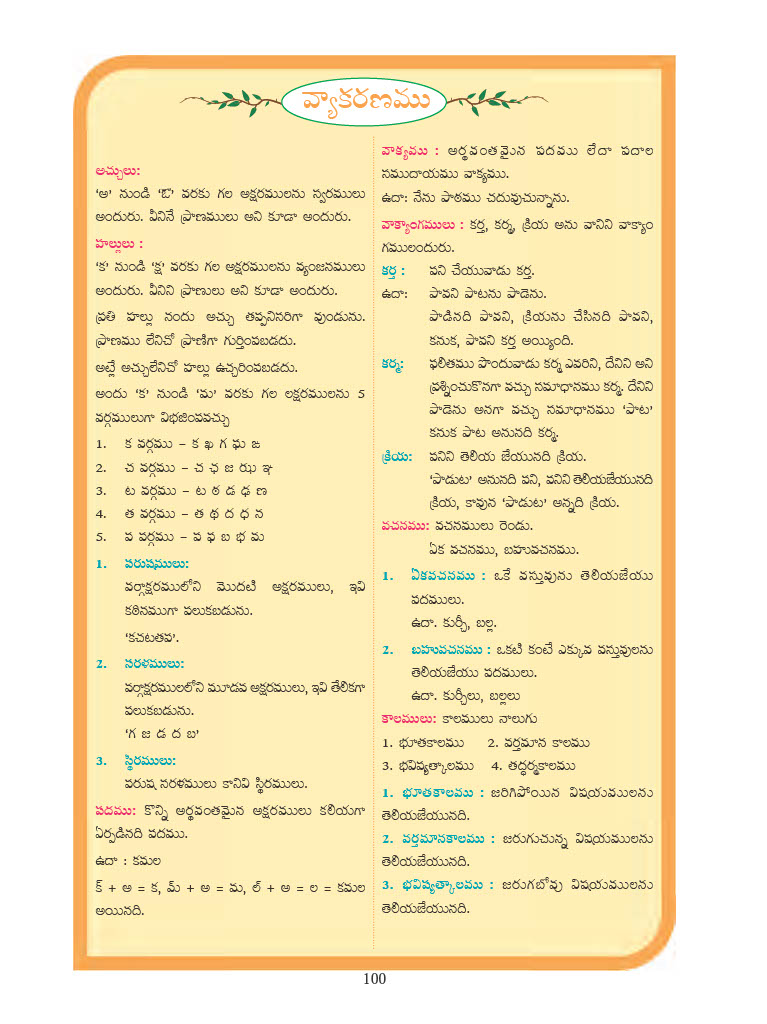 వ్యాకరణము
అచ్చులు:
‘అ’ నుండి ‘ఔ’ వరకు గల అక్షరములను స్వరములు
అందురు. వీనినే ప్రాణములు అని కూడా అందురు.
హల్లులు :
‘క’ నుండి ‘క్ష’ వరకు గల అక్షరములను వ్యంజనములు
అందురు. వీనిని ప్రాణులు అని కూడా అందురు.
ప్రతి హల్లు నందు అచ్చు తప్పనిసరిగా వుండును.
ప్రాణము లేనిచో ప్రాణిగా గుర్తింపబడదు.
అట్లే అచ్చులేనిచో హల్లు ఉచ్ఛరింపబడదు.
అందు ‘క’ నుండి ‘మ’ వరకు గల లక్షరములను 5
వర్గములుగా విభజింపవచ్చు
1. క వర్గము – క ఖ గ ఘ ఙ
2. చ వర్గము – చ ఛ జ ఝ ఞ
3. ట వర్గము – ట ఠ డ ఢ ణ
4. త వర్గము – త థ ద ధ న
5. ప వర్గము – ప ఫ బ భ మ
1. పరుషములు:
వర్గాక్షరములోని మొదటి అక్షరములు, ఇవి
కఠినముగా పలుకబడును.
‘కచటతప’.
2. సరళములు:
వర్గాక్షరములలోని మూడవ అక్షరములు, ఇవి తేలికగా
పలుకబడును.
‘గ జ డ ద బ’
3. స్థిరములు:
పరుష సరళములు కానివి స్థిరములు.
పదము: కొన్ని అర్థవంతమైన అక్షరములు కలియగా
ఏర్పడినది పదము.
ఉదా : కమల
క్ + అ = క, మ్ + అ = మ, ల్ + అ = ల = కమల
అయినది.
వాక్యము : అర్థవంతమైన పదము లేదా పదాల
సముదాయము వాక్యము.
ఉదా: నేను పాఠము చదువుచున్నాను.
వాక్యాంగములు : కర్త, కర్మ, క్రియ అను వానిని వాక్యాం
గములందురు.
కర్త : పని చేయువాడు కర్త.
ఉదా: పావని పాటను పాడెను.
పాడినది పావని, క్రియను చేసినది పావని,
కనుక, పావని కర్త అయ్యింది.
కర్మ: ఫలితము పొందువాడు కర్మ ఎవరిని, దేనిని అని
ప్రశ్నించుకొనగా వచ్చు సమాధానము కర్మ. దేనిని
పాడెను అనగా వచ్చు సమాధానము ‘పాట’
కనుక పాట అనునది కర్మ.
క్రియ: పనిని తెలియ జేయునది క్రియ.
‘పాడుట’ అనునది పని, పనిని తెలియజేయునది
క్రియ, కావున ‘పాడుట’ అన్నది క్రియ.
వచనము: వచనములు రెండు.
ఏక వచనము, బహువచనము.
1. ఏకవచనము : ఒకే వస్తువును తెలియజేయు
పదములు.
ఉదా. కుర్చీ, బల్ల.
2. బహువచనము : ఒకటి కంటే ఎక్కువ వస్తువులను
తెలియజేయు పదములు.
ఉదా. కుర్చీలు, బల్లలు
కాలములు: కాలములు నాలుగు
1. భూతకాలము 2. వర్తమాన కాలము
3. భవిష్యత్కాలము 4. తద్ధర్మకాలము
1. భూతకాలము : జరిగిపోయిన విషయములను
తెలియజేయునది.
2. వర్తమానకాలము : జరుగుచున్న విషయములను
తెలియజేయునది.
3. భవిష్యత్కాలము : జరుగబోవు విషయములను
తెలియజేయునది.
100